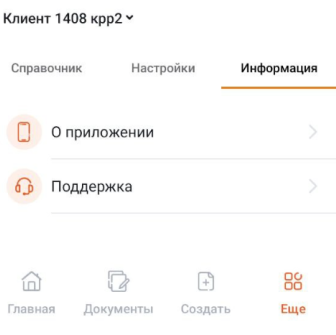 Клиент 1408 крр2
Справочник Настройки Информация
О приложении
Поддержка
Главная Документы Создать Еще